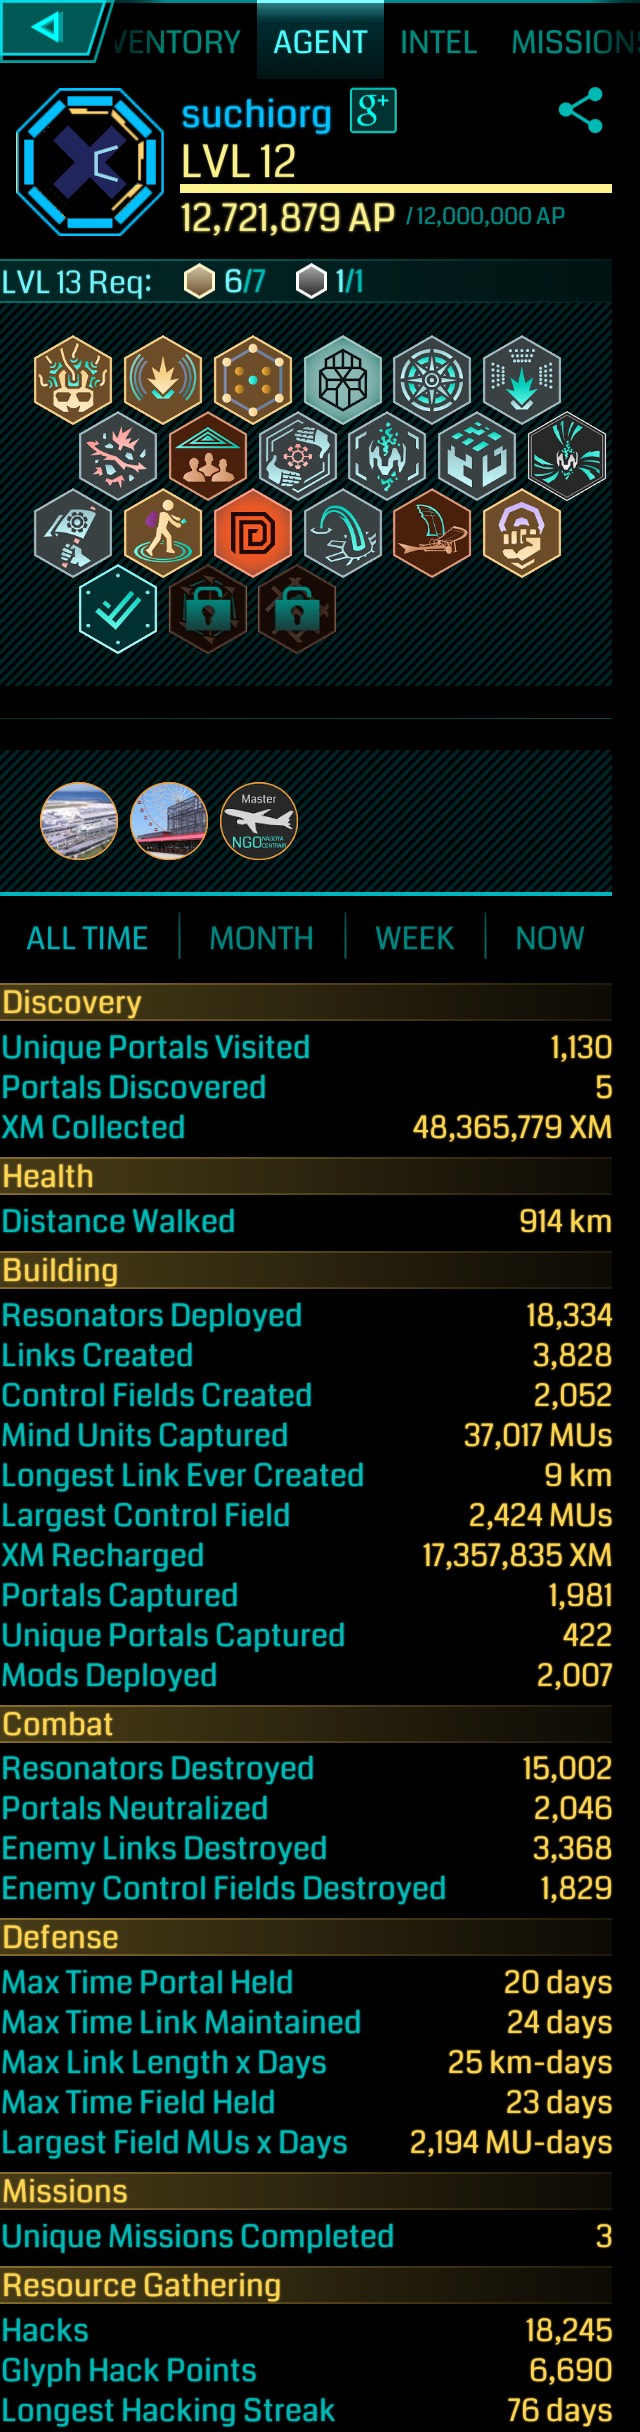 VENTORY AGENT INTEL MISSIONS
suchiorg g+
LVL 12
12,721,879 AP / 12,000,000 AP
LVL 13 Req: 6/7 1/1
Master
NGO NAGOYA CENTRAIR
ALL TIME MONTH WEEK NOW
Discovery
Unique Portals Visited 1,130
Portals Discovered 5
XM Collected 48,365,779 XM
Health
Distance Walked 914 km
Building
Resonators Deployed 18,334
Links Created 3,828
Control Fields Created 2,052
Mind Units Captured 37,017 MUs
Longest Link Ever Created 9 km
Largest Control Field 2,424 MUs
XM Recharged 17,357,835 XM
Portals Captured 1,981
Unique Portals Captured 422
Mods Deployed 2,007
Combat
Resonators Destroyed 15,002
Portals Neutralized 2,046
Enemy Links Destroyed 3,368
Enemy Control Fields Destroyed 1,829
Defense
Max Time Portal Held 20 days
Max Time Link Maintained 24 days
Max Link Length x Days 25 km-days
Max Time Field Held 23 days
Largest Field MUs x Days 2,194 MU-days
Missions
Unique Missions Completed 3
Resource Gathering
Hacks 18,245
Glyph Hack Points 6,690
Longest Hacking Streak 76 days